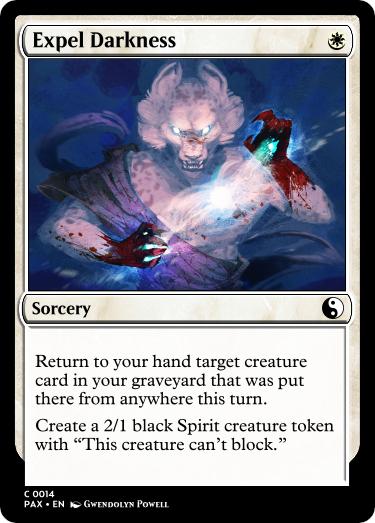 Expel Darkness
Sorcery
Return to your hand target creature
card in your graveyard that was put
there from anywhere this turn.
Create a 2/1 black Spirit creature token
with “This creature can’t block.”
C 0014
PAX • EN Gwendolyn Powell